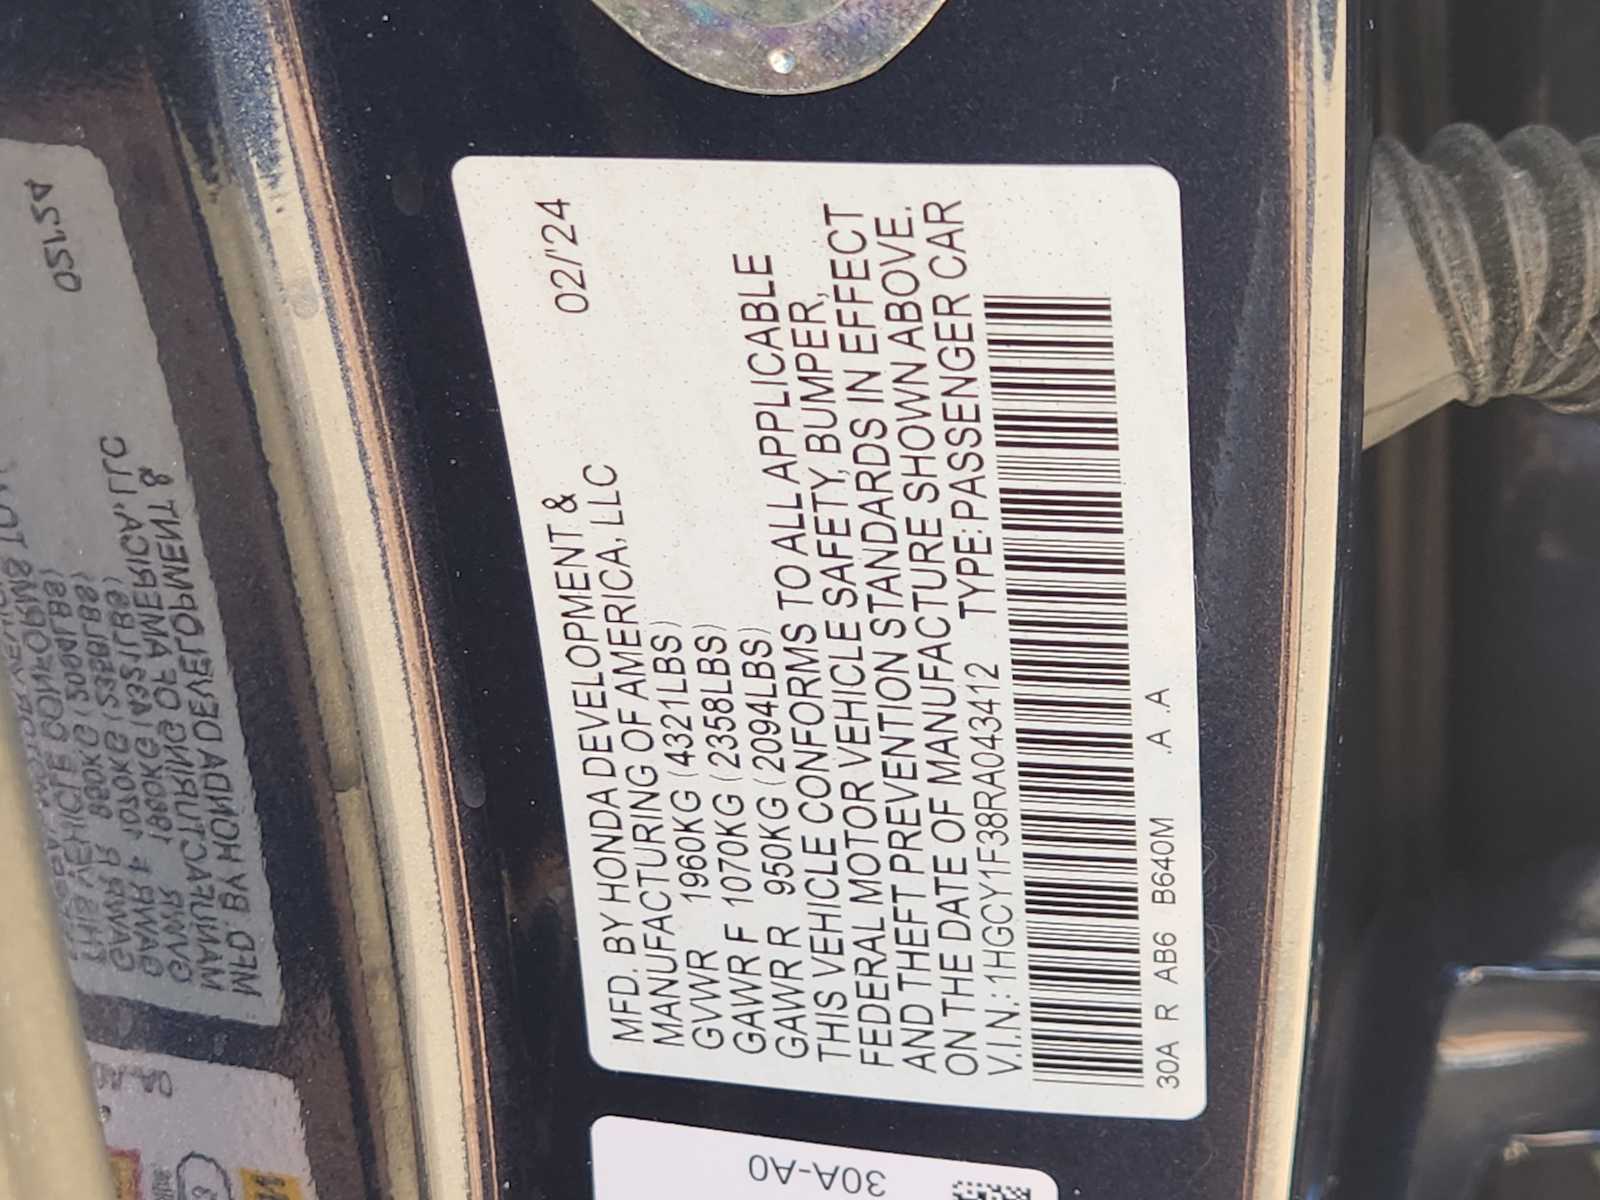 MFD. BY HONDA DEVELOPMENT & 02/'24
MANUFACTURING OF AMERICA, LLC
GVWR 1960KG (4321LBS)
GAWR F 1070KG (2358LBS)
GAWR R 950KG (2094LBS)
THIS VEHICLE CONFORMS TO ALL APPLICABLE
FEDERAL MOTOR VEHICLE SAFETY, BUMPER,
AND THEFT PREVENTION STANDARDS IN EFFECT
ON THE DATE OF MANUFACTURE SHOWN ABOVE.
V.I.N.: 1HGCY1F38RA043412 TYPE: PASSENGER CAR
30A R AB6 B640M .A .A
30A-A0